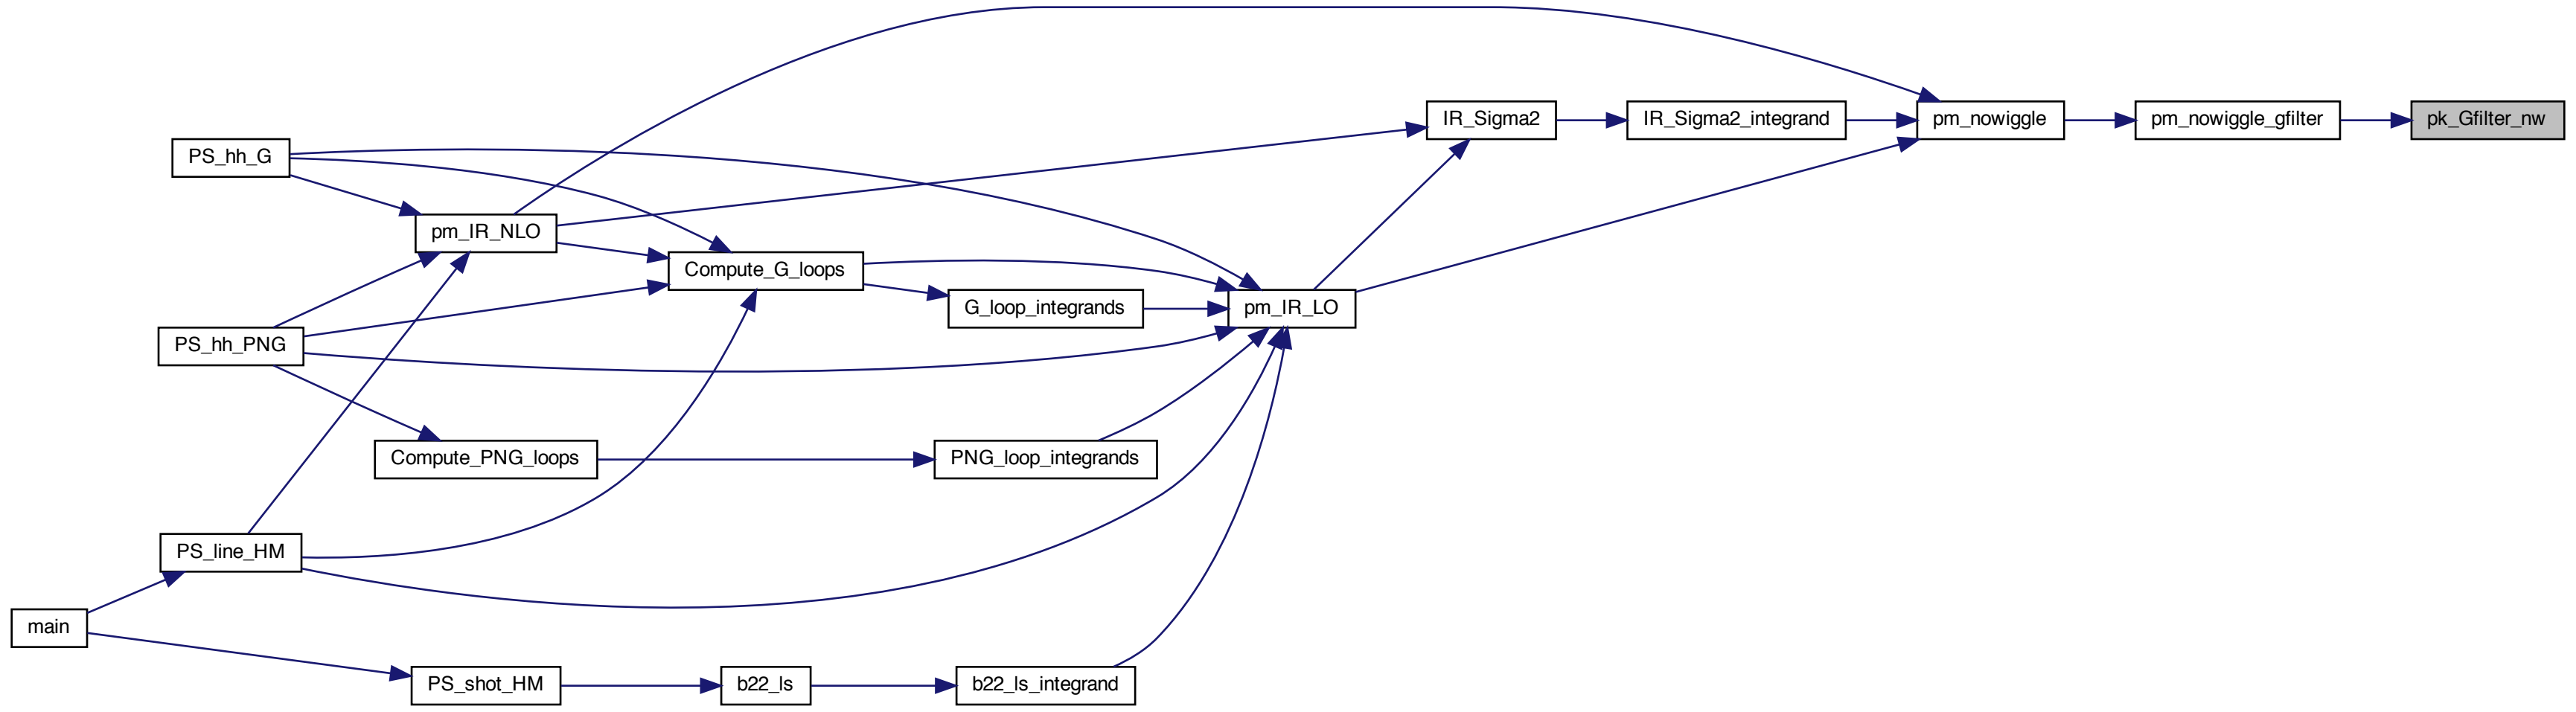 IR_Sigma2
IR_Sigma2_integrand
pm_nowiggle
pm_nowiggle_gfilter
pk_Gfilter_nw
PS_hh_G
pm_IR_NLO
Compute_G_loops
G_loop_integrands
pm_IR_LO
PS_hh_PNG
Compute_PNG_loops
PNG_loop_integrands
PS_line_HM
main
PS_shot_HM
b22_ls
b22_ls_integrand